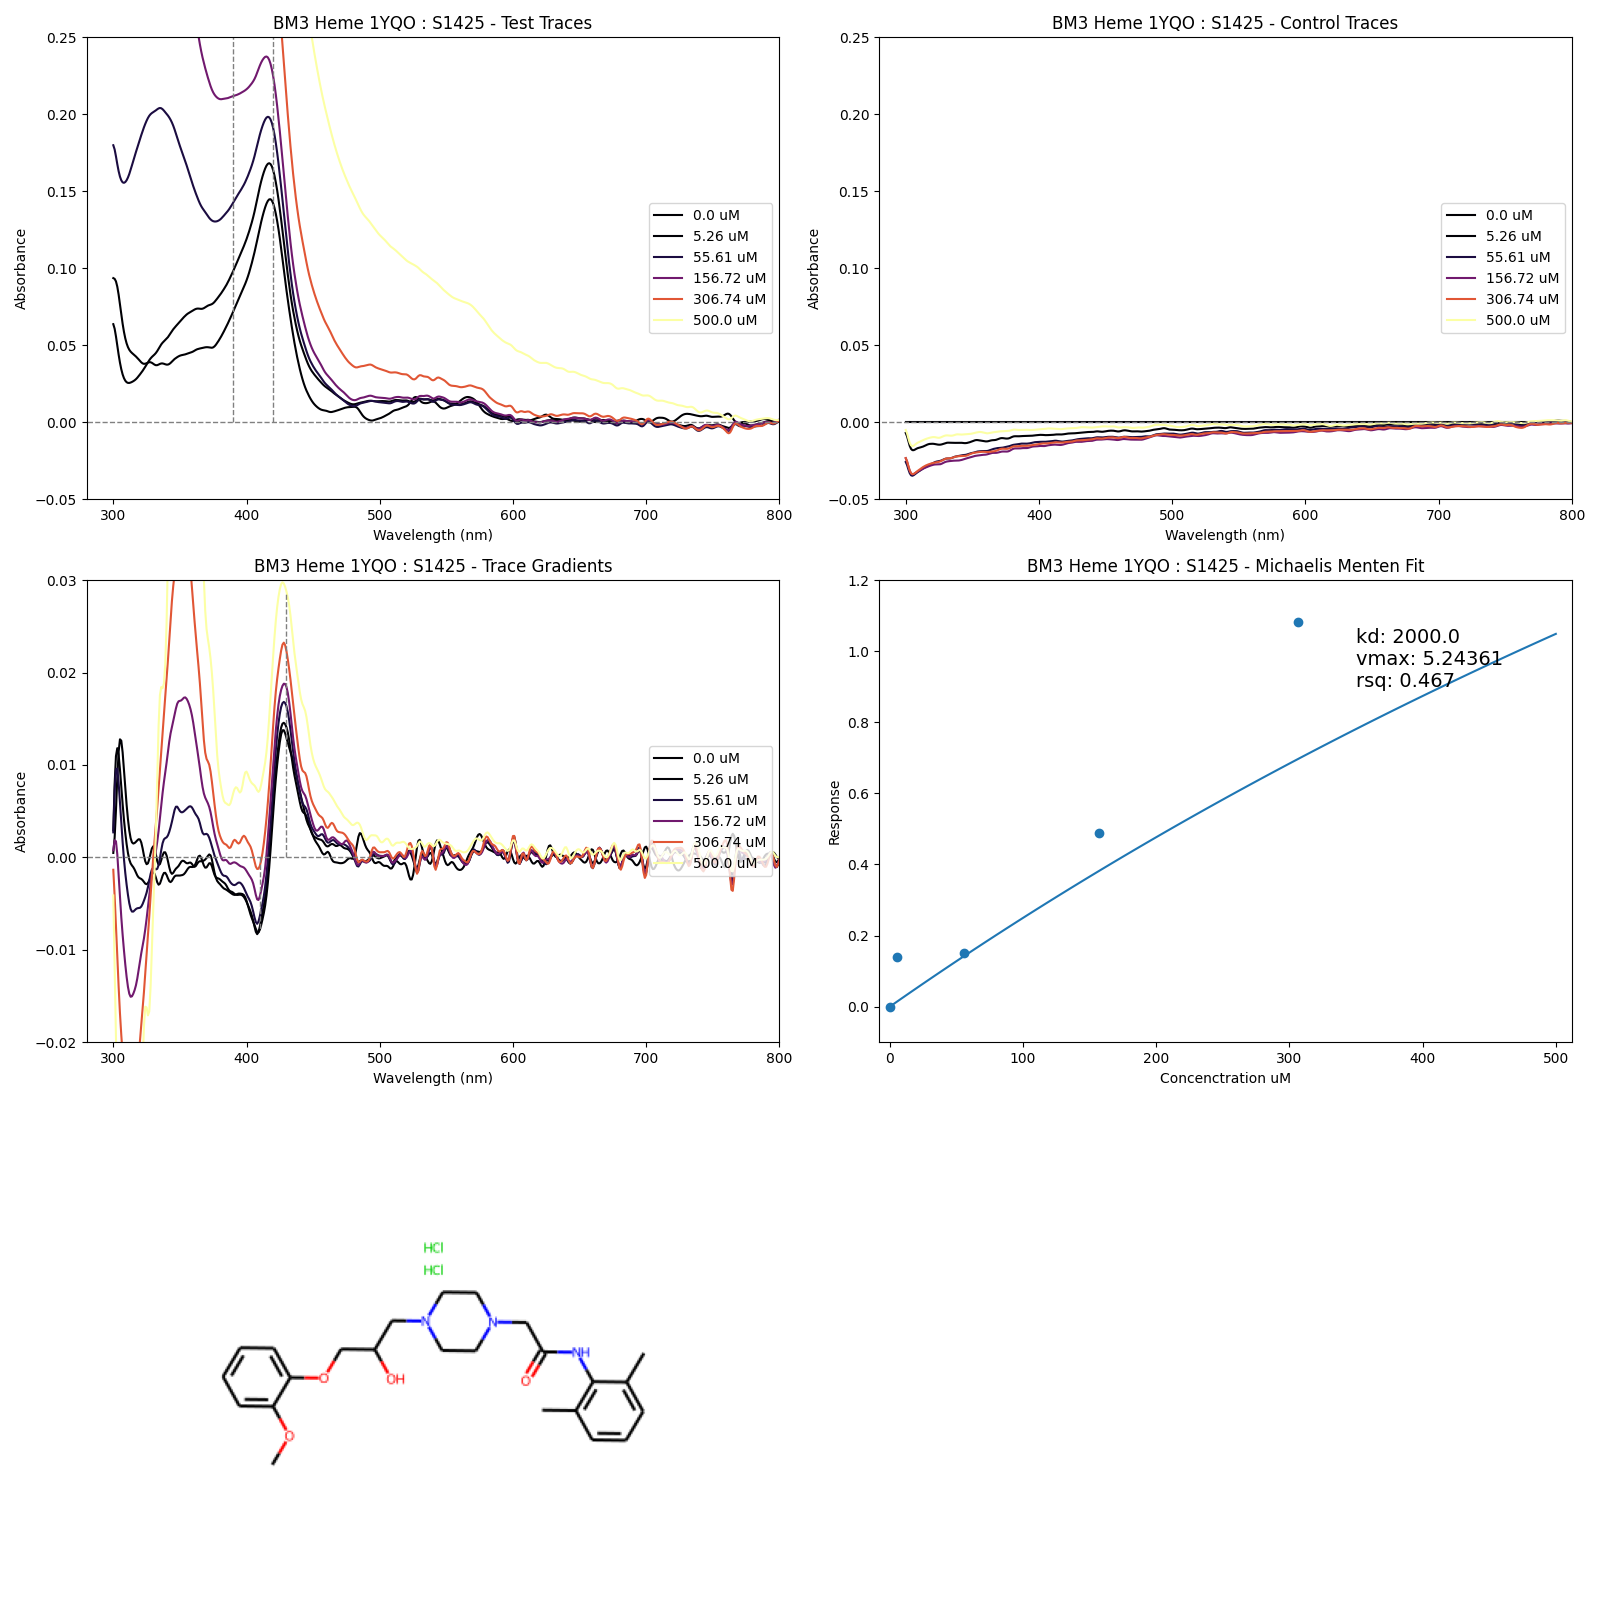 BM3 Heme 1YQO : S1425 - Test Traces
0.25
0.20
0.15
0.10
0.05
0.00
−0.05
Absorbance
300 400 500 600 700 800
Wavelength (nm)
0.0 uM
5.26 uM
55.61 uM
156.72 uM
306.74 uM
500.0 uM
BM3 Heme 1YQO : S1425 - Control Traces
0.25
0.20
0.15
0.10
0.05
0.00
−0.05
Absorbance
300 400 500 600 700 800
Wavelength (nm)
0.0 uM
5.26 uM
55.61 uM
156.72 uM
306.74 uM
500.0 uM
BM3 Heme 1YQO : S1425 - Trace Gradients
0.03
0.02
0.01
0.00
−0.01
−0.02
Absorbance
300 400 500 600 700 800
Wavelength (nm)
0.0 uM
5.26 uM
55.61 uM
156.72 uM
306.74 uM
500.0 uM
BM3 Heme 1YQO : S1425 - Michaelis Menten Fit
1.2
1.0
0.8
0.6
0.4
0.2
0.0
Response
kd: 2000.0
vmax: 5.24361
rsq: 0.467
0 100 200 300 400 500
Concenctration uM
HCl
HCl
N
N
NH
O
OH
O
O